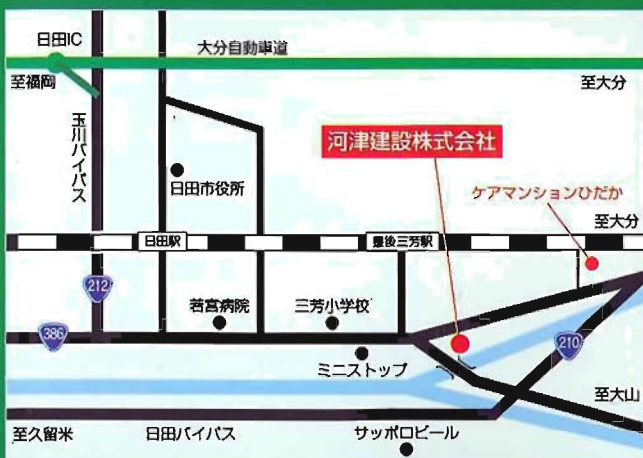 日田IC
大分自動車道
至福岡
至大分
玉川バイパス
河津建設株式会社
日田市役所
ケアマンションひだか
至大分
日田駅
豊後三芳駅
212
若宮病院
三芳小学校
386
210
ミニストップ
至大山
至久留米
日田バイパス
サッポロビール